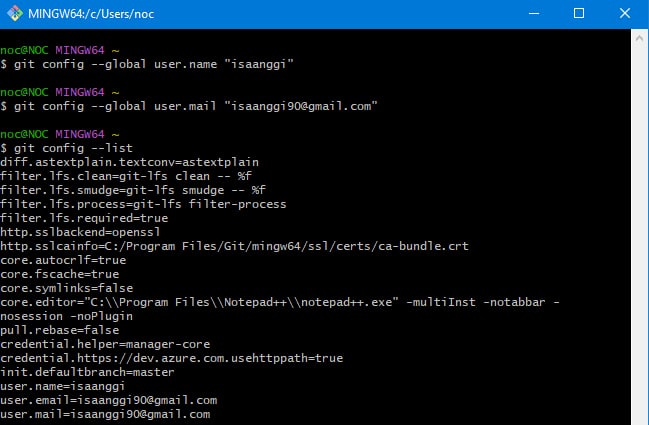 MINGW64:/c/Users/noc
noc@NOC MINGW64 ~
$ git config --global user.name "isaanggi"
noc@NOC MINGW64 ~
$ git config --global user.mail "isaanggi90@gmail.com"
noc@NOC MINGW64 ~
$ git config --list
diff.astextplain.textconv=astextplain
filter.lfs.clean=git-lfs clean -- %f
filter.lfs.smudge=git-lfs smudge -- %f
filter.lfs.process=git-lfs filter-process
filter.lfs.required=true
http.sslbackend=openssl
http.sslcainfo=C:/Program Files/Git/mingw64/ssl/certs/ca-bundle.crt
core.autocrlf=true
core.fscache=true
core.symlinks=false
core.editor="C:\\Program Files\\Notepad++\\notepad++.exe" -multiInst -notabbar -
nosession -noPlugin
pull.rebase=false
credential.helper=manager-core
credential.https://dev.azure.com.usehttppath=true
init.defaultbranch=master
user.name=isaanggi
user.email=isaanggi90@gmail.com
user.mail=isaanggi90@gmail.com